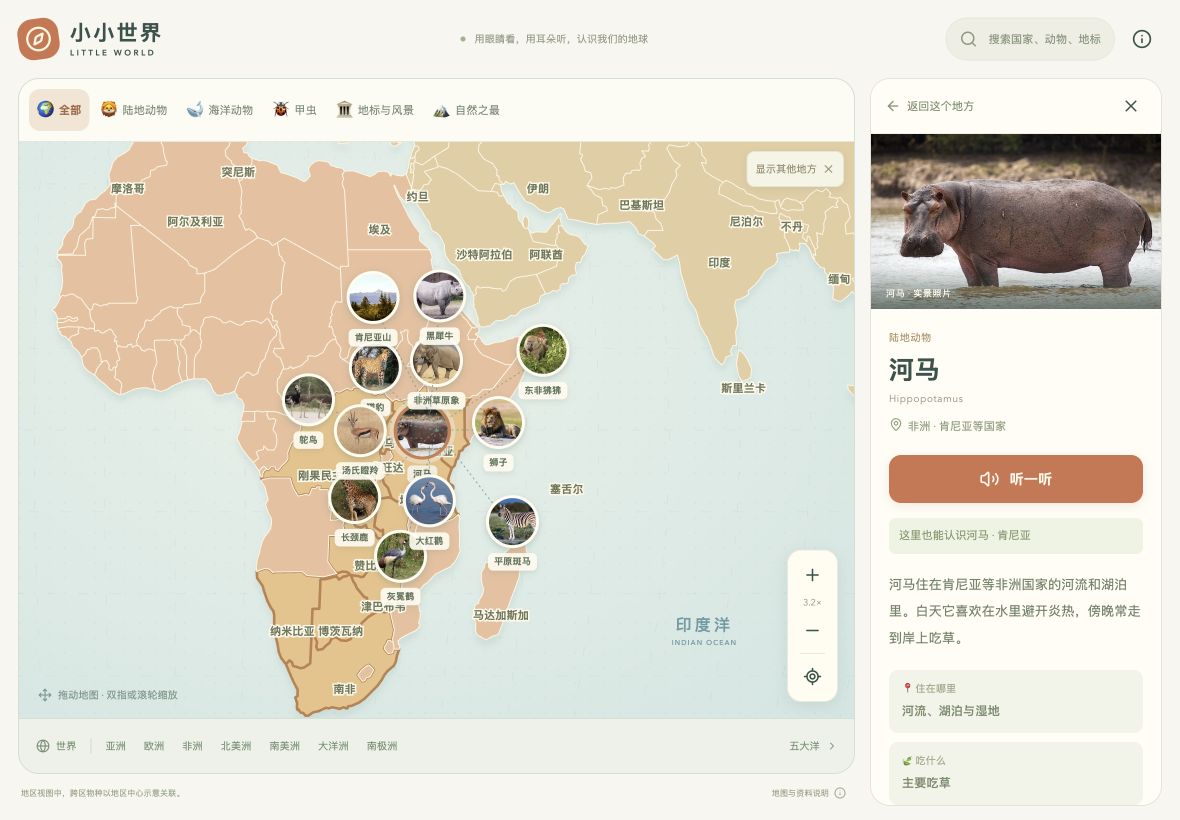 小小世界
LITTLE WORLD
用眼睛看，用耳朵听，认识我们的地球
搜索国家、动物、地标
全部
陆地动物
海洋动物
甲虫
地标与风景
自然之最
显示其他地方
突尼斯
摩洛哥
约旦
伊朗
巴基斯坦
阿尔及利亚
埃及
尼泊尔
不丹
沙特阿拉伯
阿联酋
印度
缅甸
肯尼亚山
黑犀牛
斯里兰卡
东非狒狒
猎豹
非洲草原象
鸵鸟
狮子
汤氏瞪羚
河马
刚果民
旺达
亚
塞舌尔
长颈鹿
大红鹳
平原斑马
赞比
灰冕鹤
津巴布韦
马达加斯加
纳米比亚
博茨瓦纳
南非
印度洋
INDIAN OCEAN
3.2×
拖动地图 · 双指或滚轮缩放
世界
亚洲
欧洲
非洲
北美洲
南美洲
大洋洲
南极洲
五大洋
地区视图中，跨区物种以地区中心示意关联。
地图与资料说明
返回这个地方
河马 · 实景照片
陆地动物
河马
Hippopotamus
非洲 · 肯尼亚等国家
听一听
这里也能认识河马 · 肯尼亚
河马住在肯尼亚等非洲国家的河流和湖泊
里。白天它喜欢在水里避开炎热，傍晚常走
到岸上吃草。
住在哪里
河流、湖泊与湿地
吃什么
主要吃草